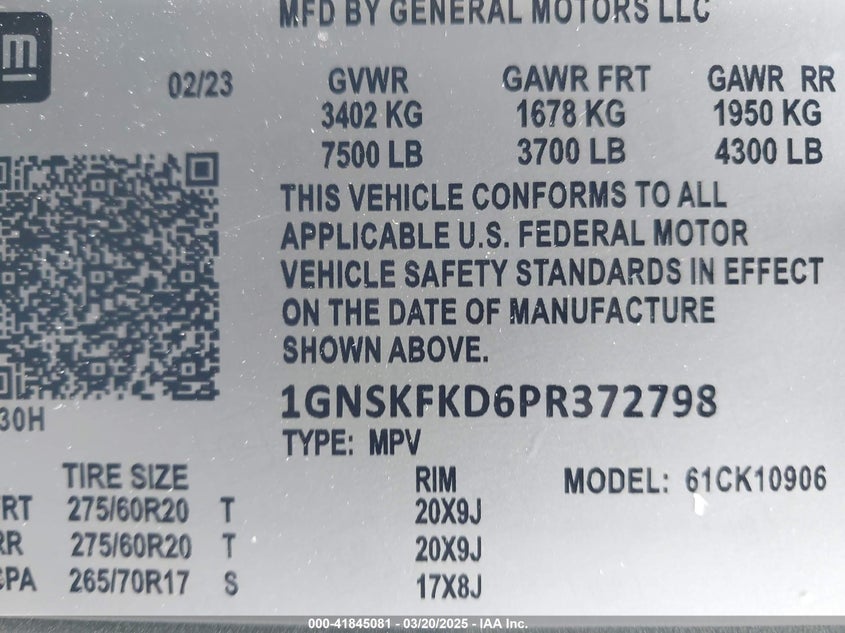 MFD BY GENERAL MOTORS LLC
m
02/23 GVWR GAWR FRT GAWR RR
3402 KG 1678 KG 1950 KG
7500 LB 3700 LB 4300 LB
THIS VEHICLE CONFORMS TO ALL
APPLICABLE U.S. FEDERAL MOTOR
VEHICLE SAFETY STANDARDS IN EFFECT
ON THE DATE OF MANUFACTURE
SHOWN ABOVE.
1GNSKFKD6PR372798
30H
TYPE: MPV
TIRE SIZE RIM MODEL: 61CK10906
RT 275/60R20 T 20X9J
RR 275/60R20 T 20X9J
CPA 265/70R17 S 17X8J
000-41845081 - 03/20/2025 - IAA Inc.